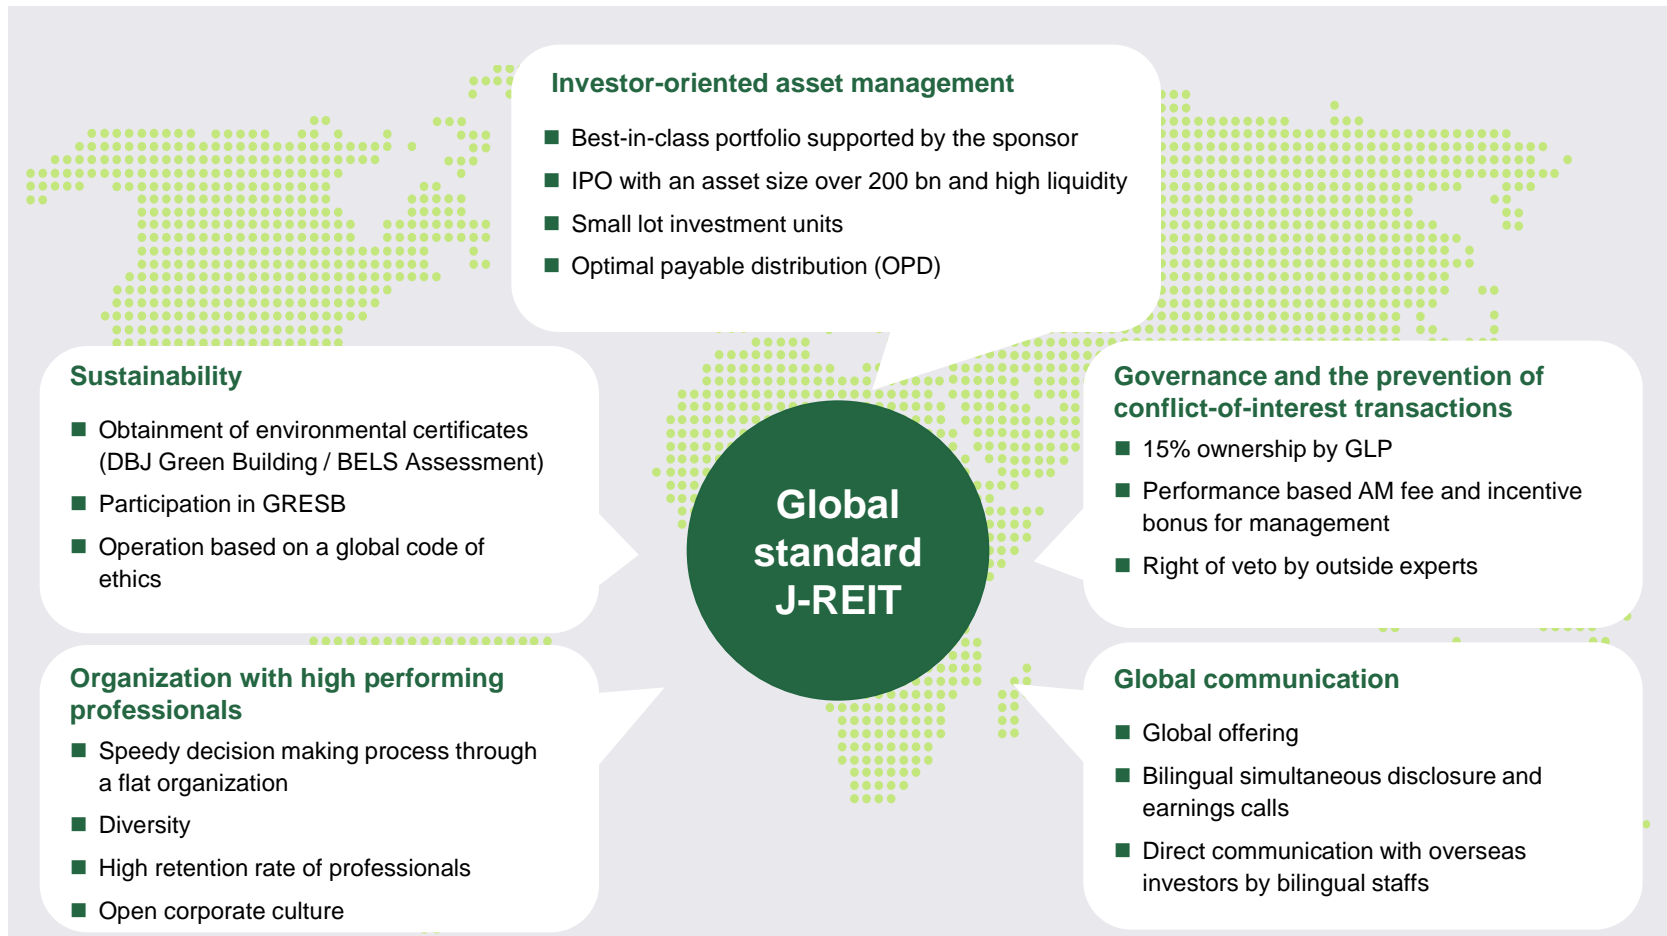 Investor-oriented asset management
■ Best-in-class portfolio supported by the sponsor
■ IPO with an asset size over 200 bn and high liquidity
■ Small lot investment units
■ Optimal payable distribution (OPD)
Sustainability
■ Obtainment of environmental certificates
(DBJ Green Building / BELS Assessment)
■ Participation in GRESB
■ Operation based on a global code of
ethics
Governance and the prevention of
conflict-of-interest transactions
■ 15% ownership by GLP
■ Performance based AM fee and incentive
bonus for management
■ Right of veto by outside experts
Global
standard
J-REIT
Organization with high performing
professionals
■ Speedy decision making process through
a flat organization
■ Diversity
■ High retention rate of professionals
■ Open corporate culture
Global communication
■ Global offering
■ Bilingual simultaneous disclosure and
earnings calls
■ Direct communication with overseas
investors by bilingual staffs